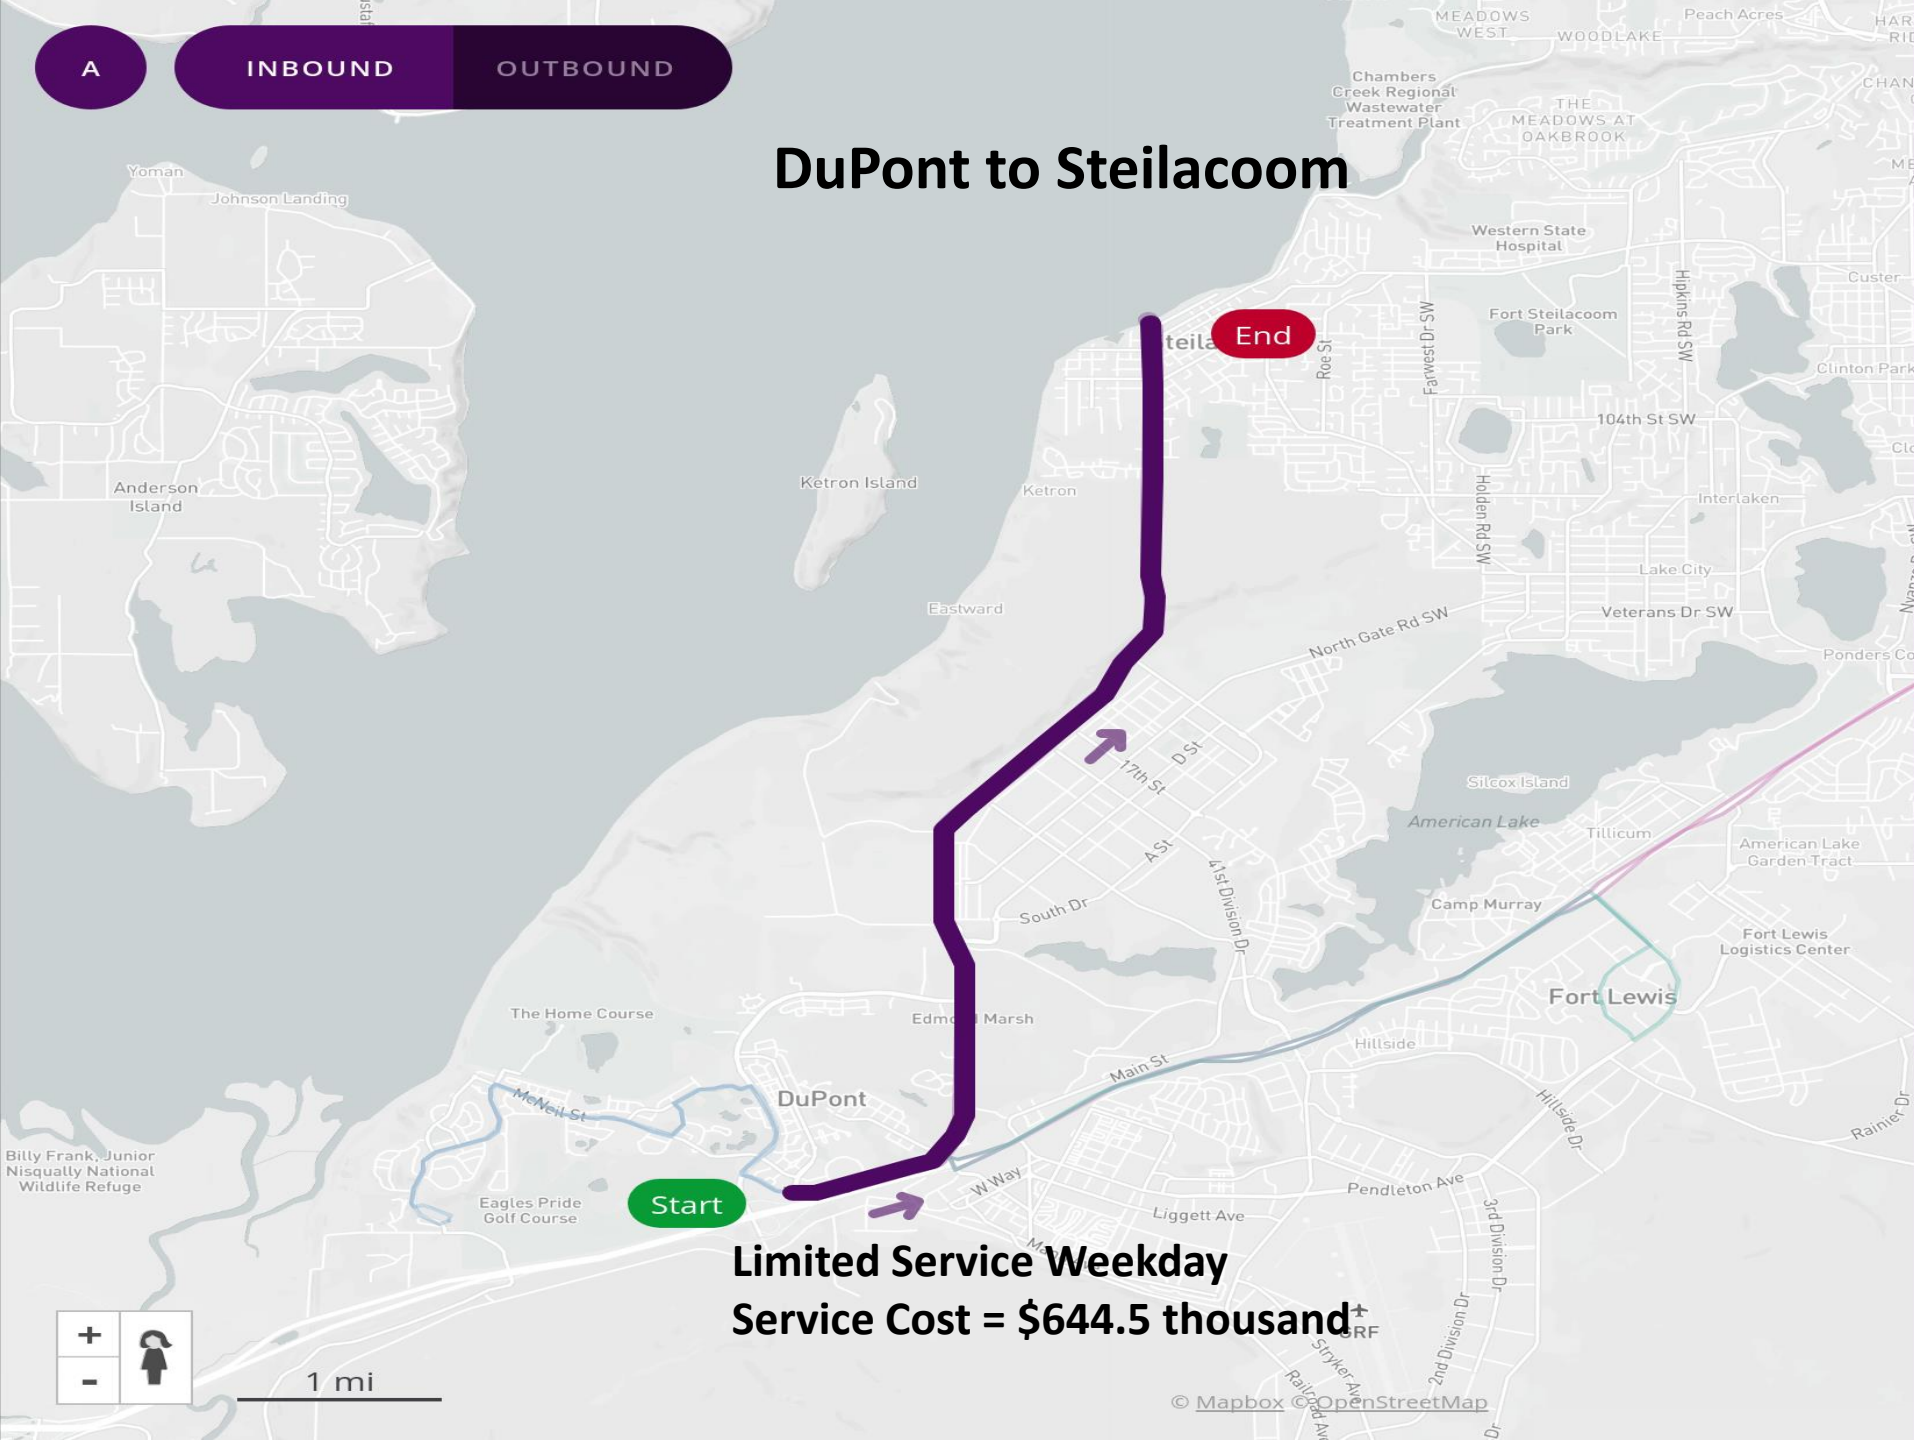 A
INBOUND
OUTBOUND
DuPont to Steilacoom
MEADOWS
WEST
WOODLAKE
Peach Acres
Chambers
Creek Regional
Wastewater
Treatment Plant
THE
MEADOWS AT
OAKBROOK
Yoman
Johnson Landing
Western State
Hospital
Custer
Hipkins Rd SW
Fort Steilacoom
Park
Farwest Dr SW
Roe St
End
Clinton Park
104th St SW
Anderson
Island
Ketron Island
Ketron
Holden Rd SW
Interlaken
Lake City
Eastward
Veterans Dr SW
North Gate Rd SW
D St
17th St
Silcox Island
American Lake
Tillicum
American Lake
Garden Tract
A St
41st Division Dr
South Dr
Camp Murray
Fort Lewis
Logistics Center
Fort Lewis
The Home Course
Marsh
Hillside
Main St
McNeil St
DuPont
Hillside Dr
Rainier Dr
Billy Frank, Junior
Nisqually National
Wildlife Refuge
Eagles Pride
Golf Course
Start
W Way
Pendleton Ave
Liggett Ave
3rd Division Dr
Limited Service Weekday
Service Cost = $644.5 thousand
GRF
2nd Division Dr
Stryker Ave
+
-
1 mi
© Mapbox © OpenStreetMap
Dr